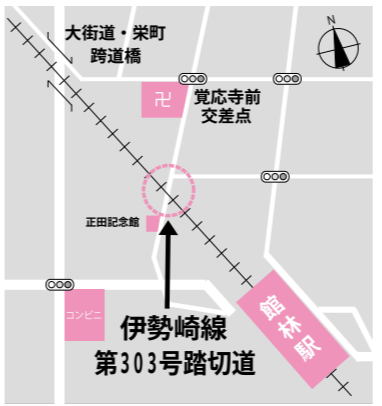 N
大街道・栄町
跨道橋
卍
覚応寺前
交差点
正田記念館
コンビニ
館林駅
伊勢崎線
第303号踏切道